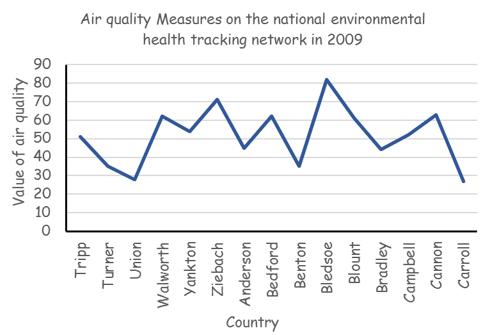 Air quality Measures on the national environmental
health tracking network in 2009
Value of air quality
90
80
70
60
50
40
30
20
10
0
Tripp
Turner
Union
Walworth
Yankton
Ziebach
Anderson
Bedford
Benton
Bledsoe
Blount
Bradley
Campbell
Cannon
Carroll
Country